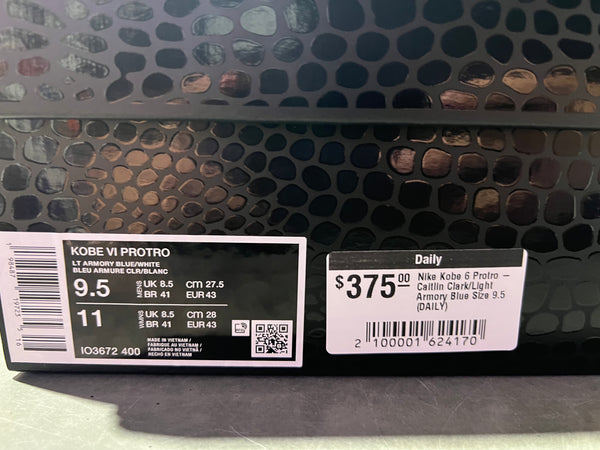 KOBE VI PROTRO
LT ARMORY BLUE/WHITE
BLEU ARMURE CLR/BLANC
9.5 MENS UK 8.5 CM 27.5
BR 41 EUR 43
11 WMNS UK 8.5 CM 28
BR 41 EUR 43
MADE IN VIETNAM /
FABRIQUÉ AU VIETNAM /
FABRICADO NO VIETNÃ /
HECHO EN VIETNAM
IO3672 400
Daily
$375.00
Nike Kobe 6 Protro –
Caitlin Clark/Light
Armory Blue Size 9.5
(DAILY)
2 100001 624170